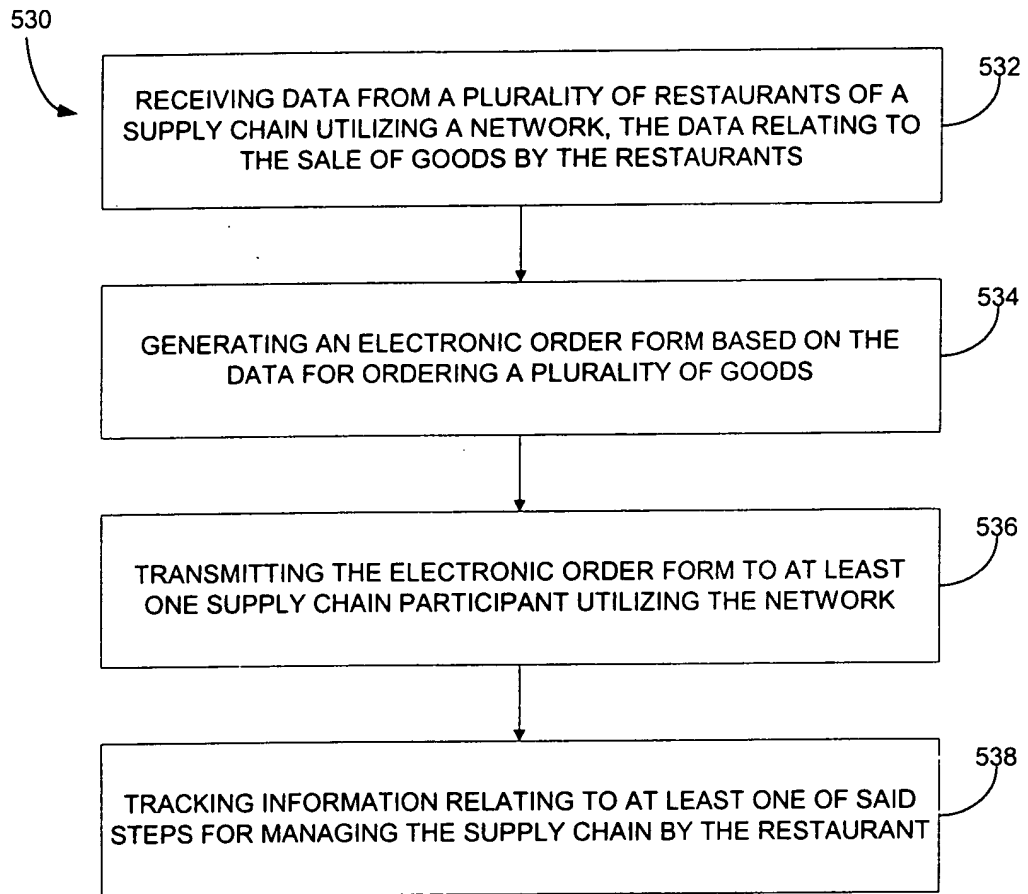 530
532
RECEIVING DATA FROM A PLURALITY OF RESTAURANTS OF A
SUPPLY CHAIN UTILIZING A NETWORK, THE DATA RELATING TO
THE SALE OF GOODS BY THE RESTAURANTS
534
GENERATING AN ELECTRONIC ORDER FORM BASED ON THE
DATA FOR ORDERING A PLURALITY OF GOODS
536
TRANSMITTING THE ELECTRONIC ORDER FORM TO AT LEAST
ONE SUPPLY CHAIN PARTICIPANT UTILIZING THE NETWORK
538
TRACKING INFORMATION RELATING TO AT LEAST ONE OF SAID
STEPS FOR MANAGING THE SUPPLY CHAIN BY THE RESTAURANT